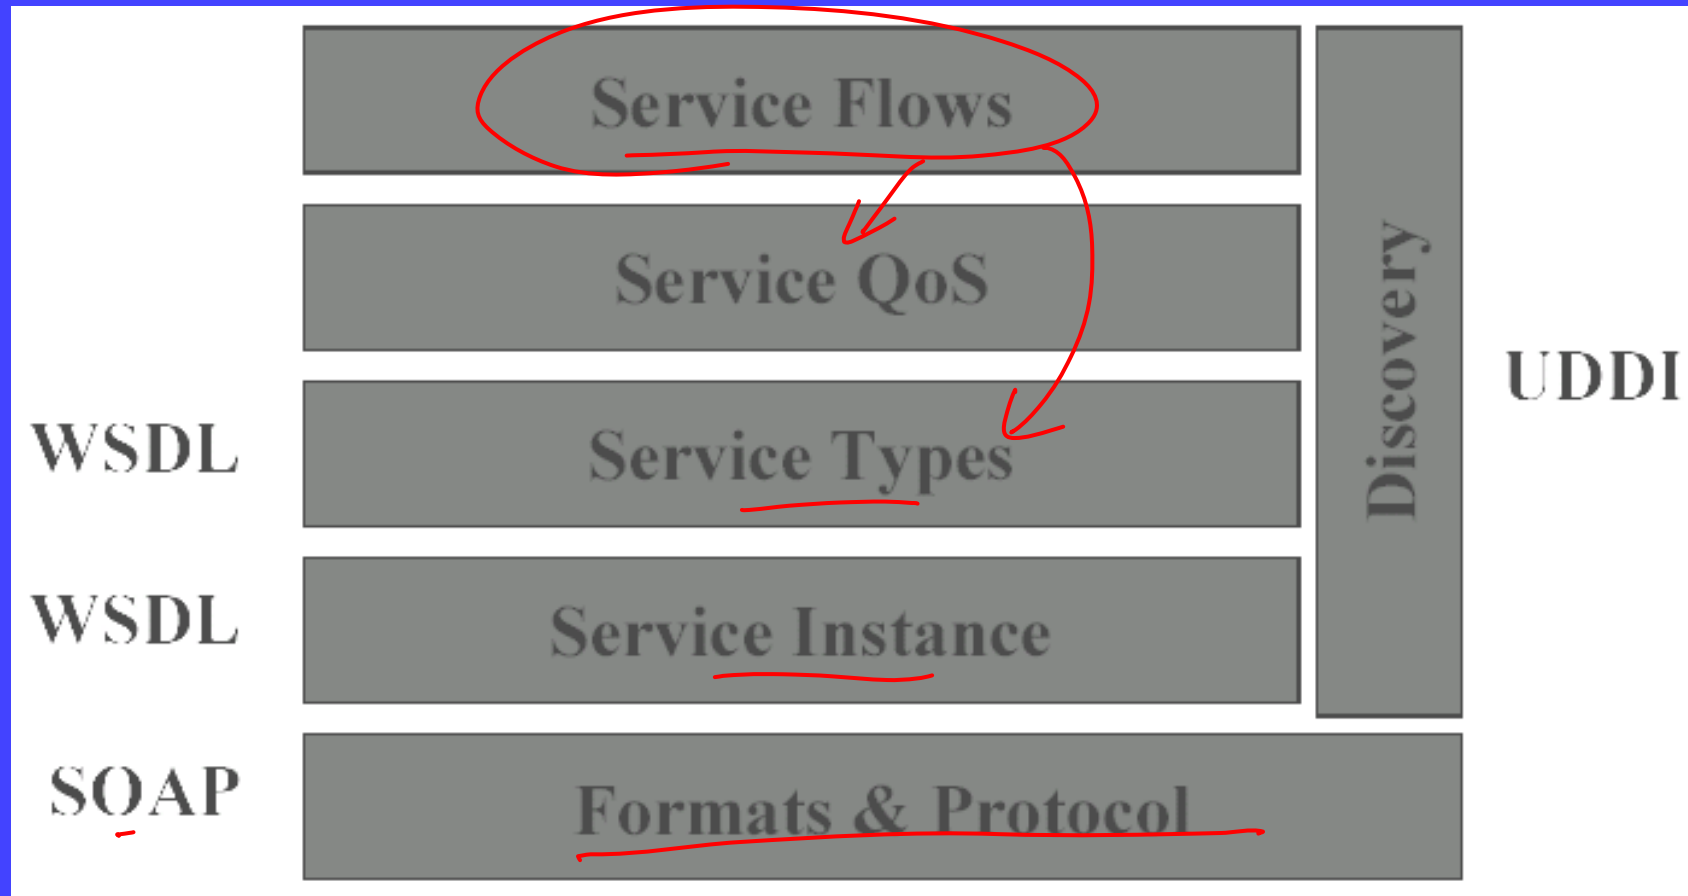 Service Flows
Service QoS
Discovery
UDDI
WSDL
Service Types
WSDL
Service Instance
SOAP
Formats & Protocol